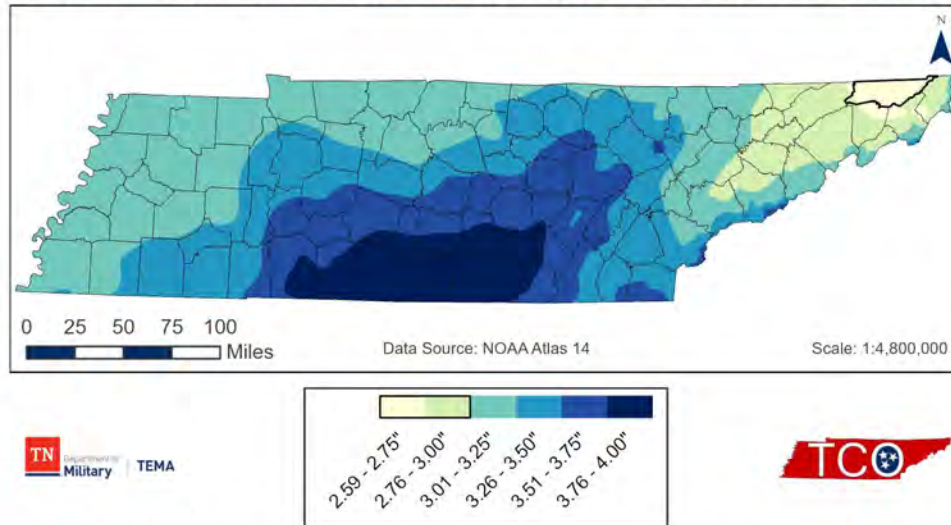 N
0 25 50 75 100
Miles
Data Source: NOAA Atlas 14
Scale: 1:4,800,000
2.59 - 2.75"
2.76 - 3.00"
3.01 - 3.25"
3.26 - 3.50"
3.51 - 3.75"
3.76 - 4.00"
TN
Department of
Military
TEMA
TCO